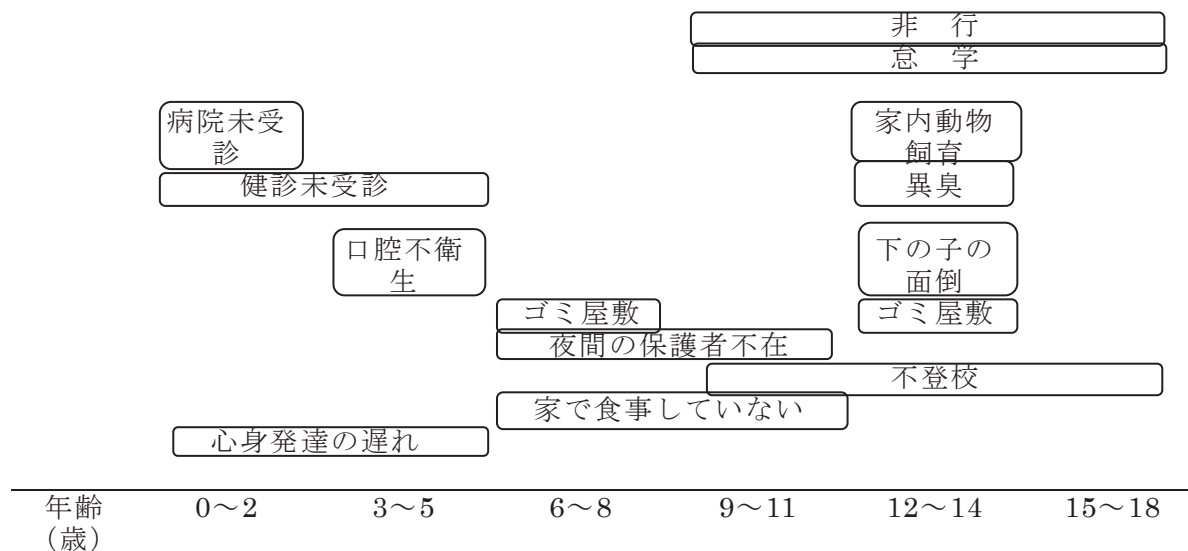 非　行
怠　学
病院未受
診
家内動物
飼育
健診未受診
異臭
口腔不衛
生
下の子の
面倒
ゴミ屋敷
ゴミ屋敷
夜間の保護者不在
不登校
家で食事していない
心身発達の遅れ
年齢
（歳）
0～2
3～5
6～8
9～11
12～14
15～18